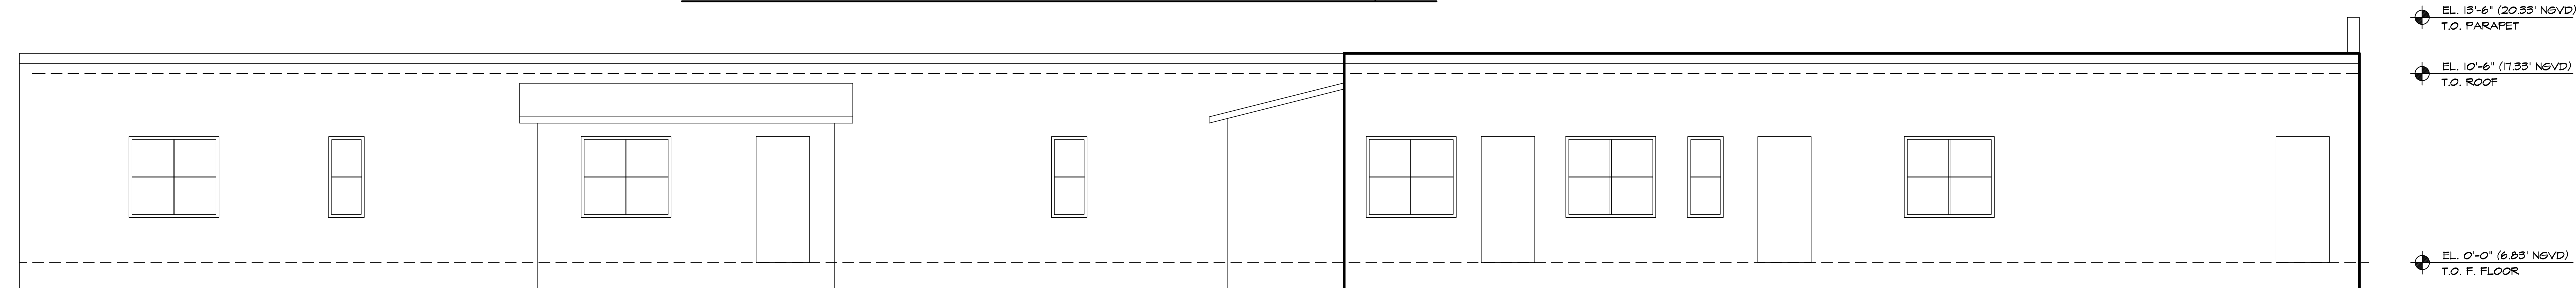 EL. 13'-6" (20.33' NGVD)
T.O. PARAPET
EL. 10'-6" (17.33' NGVD)
T.O. ROOF
EL. 0'-0" (6.83' NGVD)
T.O. F. FLOOR